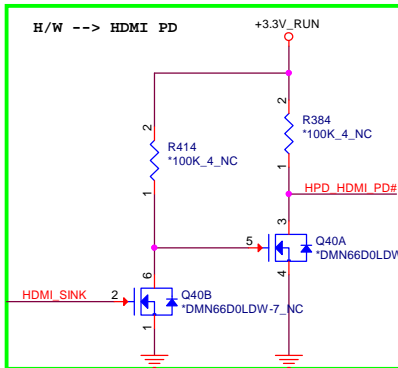 H/W --> HDMI PD
+3.3V_RUN
2
R414
*100K_4_NC
1
2
R384
*100K_4_NC
1
HPD_HDMI_PD#
3
5
Q40A
*DMN66D0LDW
4
6
HDMI_SINK
2
Q40B
*DMN66D0LDW-7_NC
1